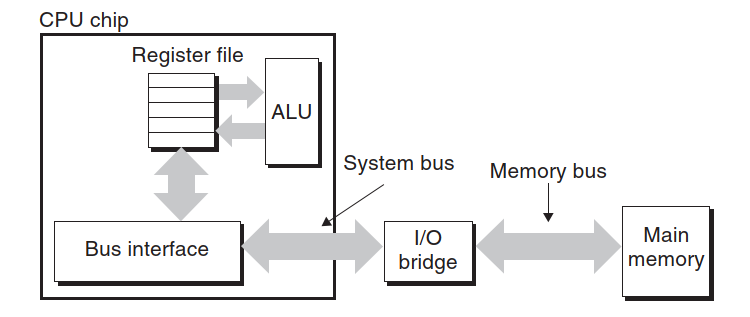 CPU chip
Register file
ALU
System bus
Memory bus
Bus interface
I/O
bridge
Main
memory